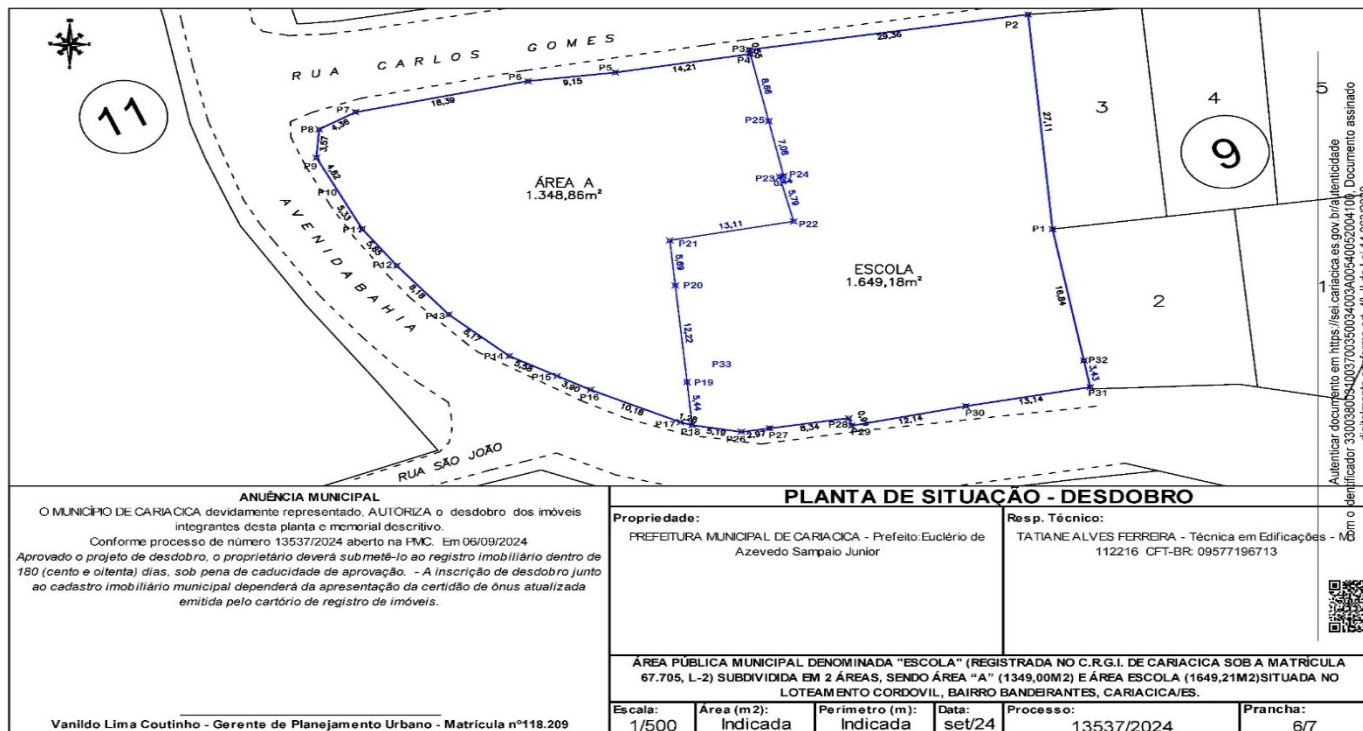 RUA CARLOS GOMES
11
AVENIDA BAHIA
RUA SÃO JOÃO
ÁREA A
1.348,86m²
ESCOLA
1.649,18m²
3
4
5
9
2
1
P1
P2
P3
P4
P5
P6
P7
P8
P9
P10
P11
P12
P13
P14
P15
P16
P17
P18
P19
P20
P21
P22
P23
P24
P25
P26
P27
P28
P29
P30
P31
P32
P33
29,36
14,21
9,15
18,39
4,36
3,57
4,82
5,33
5,85
8,18
8,17
5,58
3,90
10,18
1,28
5,19
2,97
8,34
12,14
13,14
3,43
16,84
27,11
8,66
7,06
5,79
13,11
5,69
12,22
5,44
Autenticar documento em https://sei.cariacica.es.gov.br/autenticidade
ANUÊNCIA MUNICIPAL
O MUNICÍPIO DE CARIACICA devidamente representado, AUTORIZA o desdobro dos imóveis
integrantes desta planta e memorial descritivo.
Conforme processo de número 13537/2024 aberto na PMC. Em 06/09/2024
Aprovado o projeto de desdobro, o proprietário deverá submetê-lo ao registro imobiliário dentro de
180 (cento e oitenta) dias, sob pena de caducidade de aprovação. - A inscrição de desdobro junto
ao cadastro imobiliário municipal dependerá da apresentação da certidão de ônus atualizada
emitida pelo cartório de registro de imóveis.
Vanildo Lima Coutinho - Gerente de Planejamento Urbano - Matrícula nº118.209
PLANTA DE SITUAÇÃO - DESDOBRO
Propriedade:
PREFEITURA MUNICIPAL DE CARIACICA - Prefeito:Euclério de
Azevedo Sampaio Junior
Resp. Técnico:
TATIANE ALVES FERREIRA - Técnica em Edificações -
112216 CFT-BR: 09577196713
ÁREA PÚBLICA MUNICIPAL DENOMINADA "ESCOLA" (REGISTRADA NO C.R.G.I. DE CARIACICA SOB A MATRÍCULA
67.705, L-2) SUBDIVIDIDA EM 2 ÁREAS, SENDO ÁREA “A” (1349,00M2) E ÁREA ESCOLA (1649,21M2)SITUADA NO
LOTEAMENTO CORDOVIL, BAIRRO BANDEIRANTES, CARIACICA/ES.
Escala:
1/500
Área (m2):
Indicada
Perímetro (m):
Indicada
Data:
set/24
Processo:
13537/2024
Prancha:
6/7